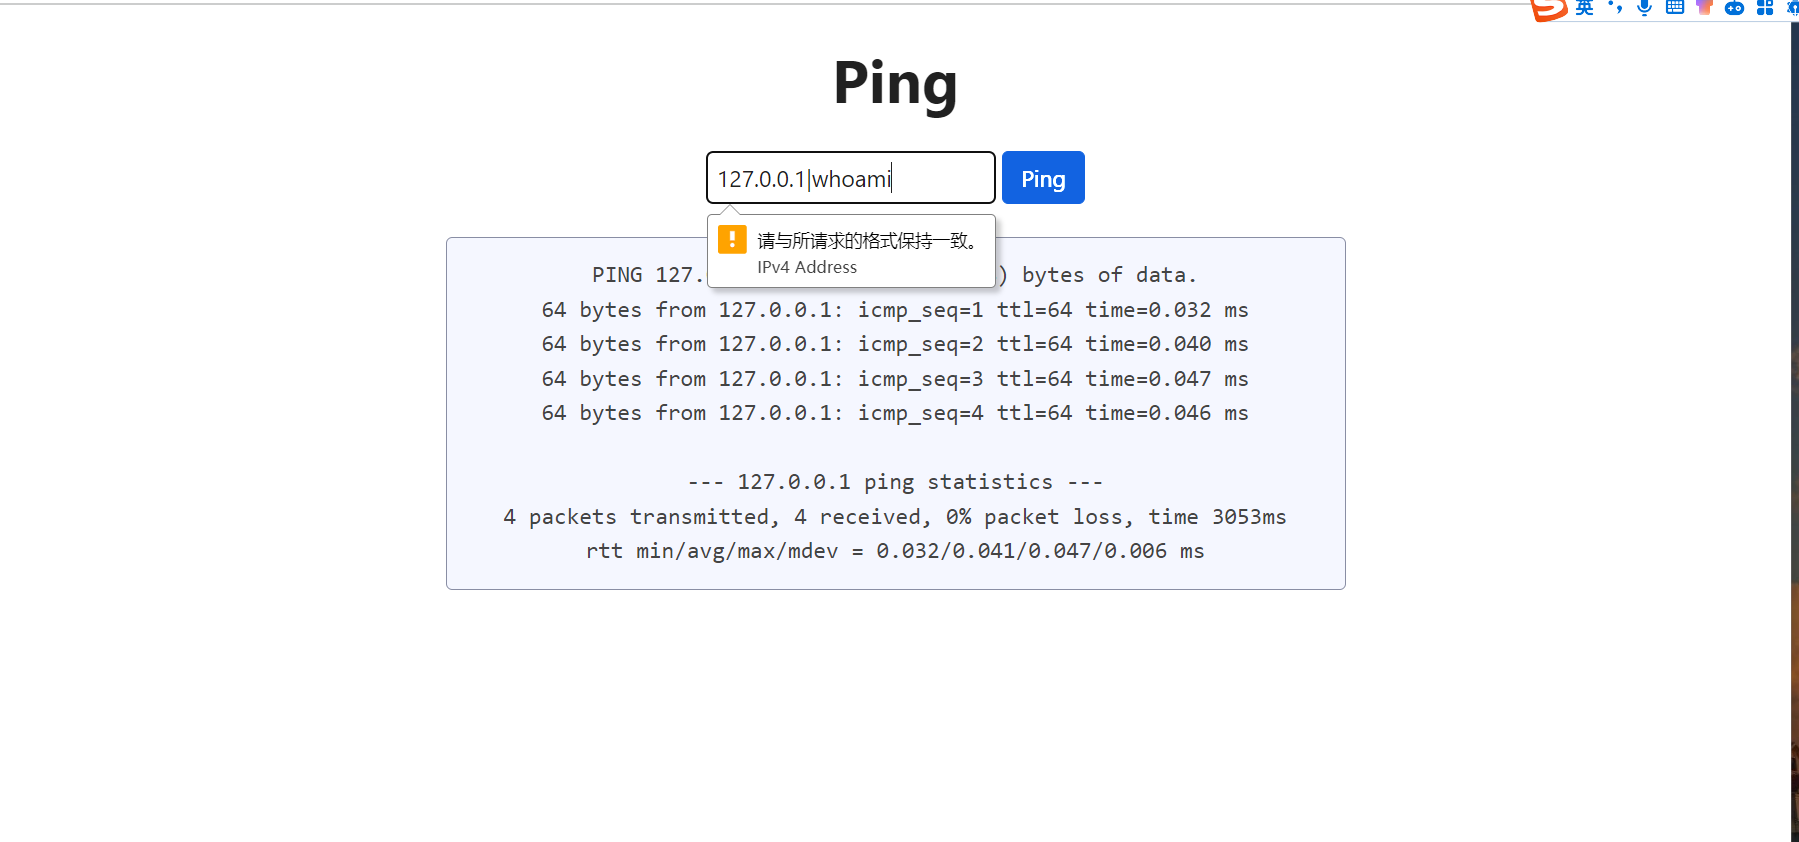 英
Ping
127.0.0.1|whoami
Ping
请与所请求的格式保持一致。
IPv4 Address
PING 127. ) bytes of data.
64 bytes from 127.0.0.1: icmp_seq=1 ttl=64 time=0.032 ms
64 bytes from 127.0.0.1: icmp_seq=2 ttl=64 time=0.040 ms
64 bytes from 127.0.0.1: icmp_seq=3 ttl=64 time=0.047 ms
64 bytes from 127.0.0.1: icmp_seq=4 ttl=64 time=0.046 ms
--- 127.0.0.1 ping statistics ---
4 packets transmitted, 4 received, 0% packet loss, time 3053ms
rtt min/avg/max/mdev = 0.032/0.041/0.047/0.006 ms